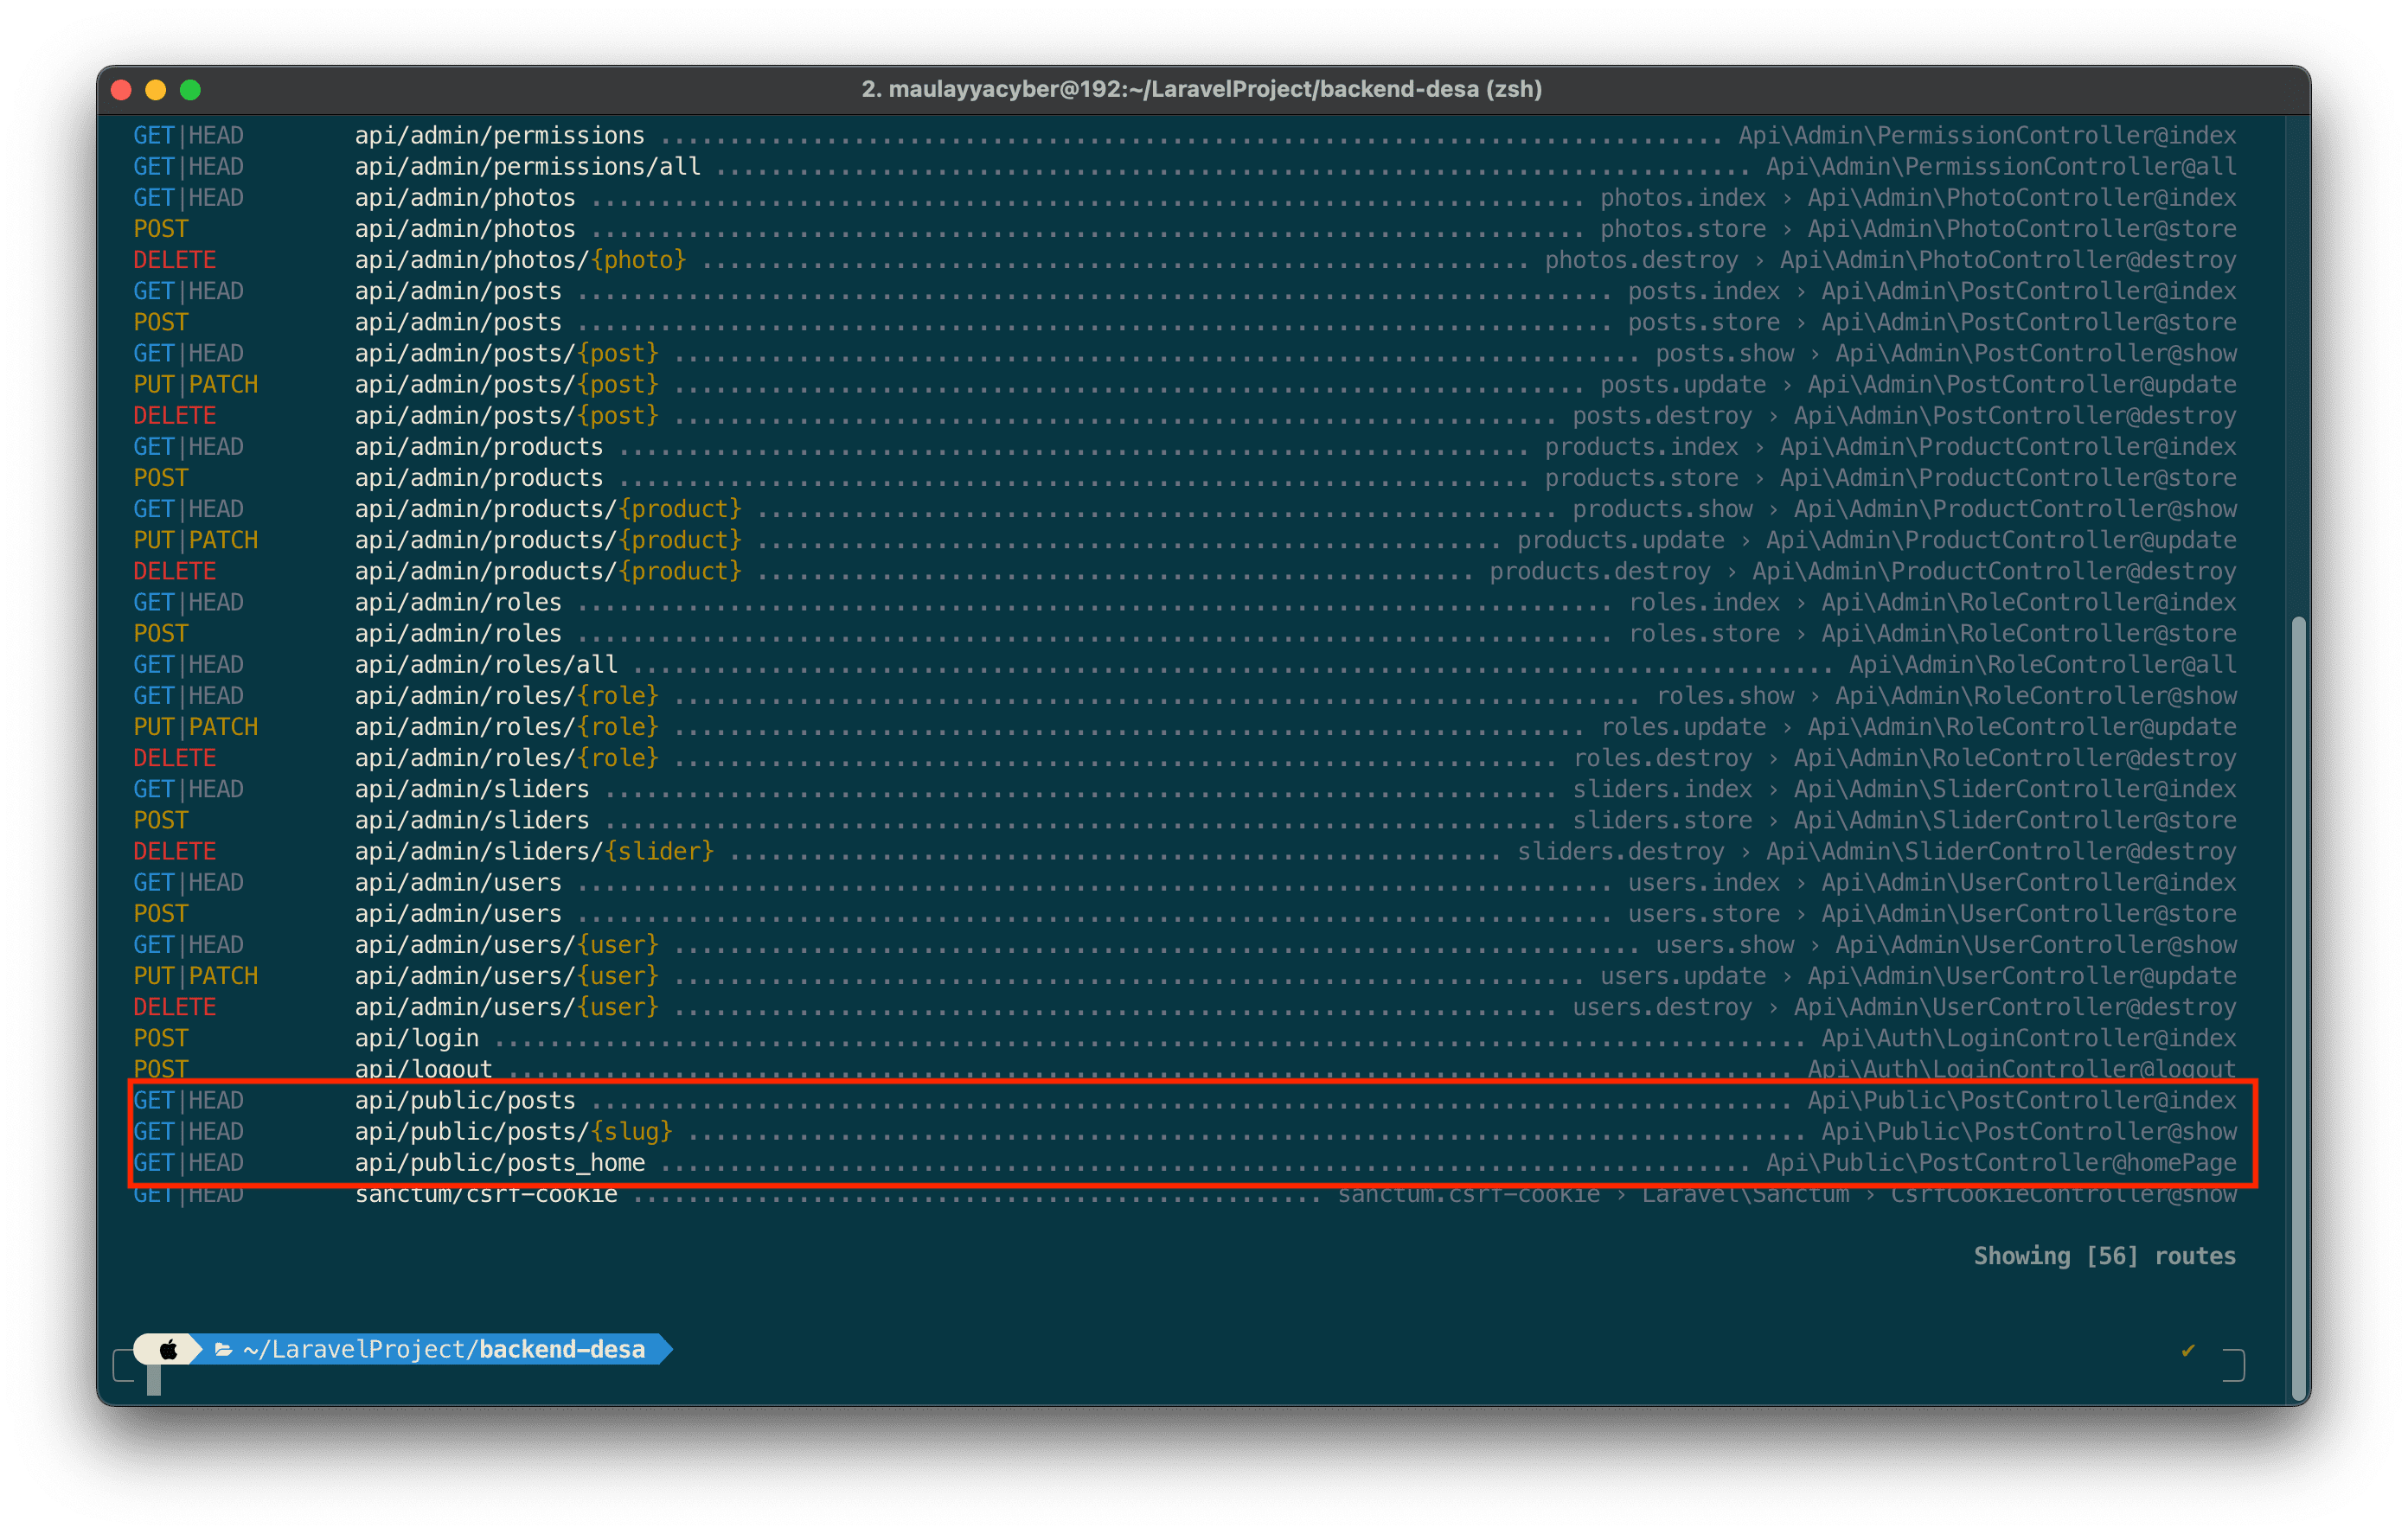 2. maulayyacyber@192:~/LaravelProject/backend-desa (zsh)
GET|HEAD api/admin/permissions ............................................................................. Api\Admin\PermissionController@index
GET|HEAD api/admin/permissions/all ........................................................................... Api\Admin\PermissionController@all
GET|HEAD api/admin/photos ........................................................................ photos.index › Api\Admin\PhotoController@index
POST api/admin/photos ........................................................................ photos.store › Api\Admin\PhotoController@store
DELETE api/admin/photos/{photo} ............................................................ photos.destroy › Api\Admin\PhotoController@destroy
GET|HEAD api/admin/posts ........................................................................... posts.index › Api\Admin\PostController@index
POST api/admin/posts ........................................................................... posts.store › Api\Admin\PostController@store
GET|HEAD api/admin/posts/{post} ...................................................................... posts.show › Api\Admin\PostController@show
PUT|PATCH api/admin/posts/{post} .................................................................. posts.update › Api\Admin\PostController@update
DELETE api/admin/posts/{post} ................................................................ posts.destroy › Api\Admin\PostController@destroy
GET|HEAD api/admin/products .................................................................. products.index › Api\Admin\ProductController@index
POST api/admin/products .................................................................. products.store › Api\Admin\ProductController@store
GET|HEAD api/admin/products/{product} .......................................................... products.show › Api\Admin\ProductController@show
PUT|PATCH api/admin/products/{product} ...................................................... products.update › Api\Admin\ProductController@update
DELETE api/admin/products/{product} .................................................... products.destroy › Api\Admin\ProductController@destroy
GET|HEAD api/admin/roles ........................................................................... roles.index › Api\Admin\RoleController@index
POST api/admin/roles ........................................................................... roles.store › Api\Admin\RoleController@store
GET|HEAD api/admin/roles/all ....................................................................................... Api\Admin\RoleController@all
GET|HEAD api/admin/roles/{role} ...................................................................... roles.show › Api\Admin\RoleController@show
PUT|PATCH api/admin/roles/{role} .................................................................. roles.update › Api\Admin\RoleController@update
DELETE api/admin/roles/{role} ................................................................ roles.destroy › Api\Admin\RoleController@destroy
GET|HEAD api/admin/sliders ..................................................................... sliders.index › Api\Admin\SliderController@index
POST api/admin/sliders ..................................................................... sliders.store › Api\Admin\SliderController@store
DELETE api/admin/sliders/{slider} ........................................................ sliders.destroy › Api\Admin\SliderController@destroy
GET|HEAD api/admin/users ........................................................................... users.index › Api\Admin\UserController@index
POST api/admin/users ........................................................................... users.store › Api\Admin\UserController@store
GET|HEAD api/admin/users/{user} ...................................................................... users.show › Api\Admin\UserController@show
PUT|PATCH api/admin/users/{user} .................................................................. users.update › Api\Admin\UserController@update
DELETE api/admin/users/{user} ................................................................ users.destroy › Api\Admin\UserController@destroy
POST api/login ............................................................................................... Api\Auth\LoginController@index
POST api/logout ............................................................................................. Api\Auth\LoginController@logout
GET|HEAD api/public/posts ....................................................................................... Api\Public\PostController@index
GET|HEAD api/public/posts/{slug} ................................................................................. Api\Public\PostController@show
GET|HEAD api/public/posts_home ............................................................................... Api\Public\PostController@homePage
GET|HEAD sanctum/csrf-cookie .................................................. sanctum.csrf-cookie › Laravel\Sanctum › CsrfCookieController@show
Showing [56] routes
~/LaravelProject/backend-desa ✔